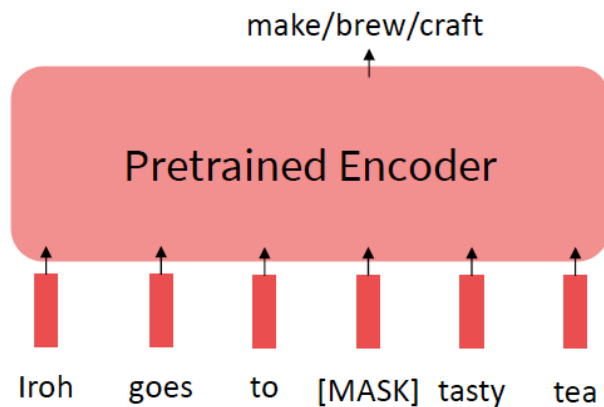 make/brew/craft
Pretrained Encoder
Iroh goes to [MASK] tasty tea